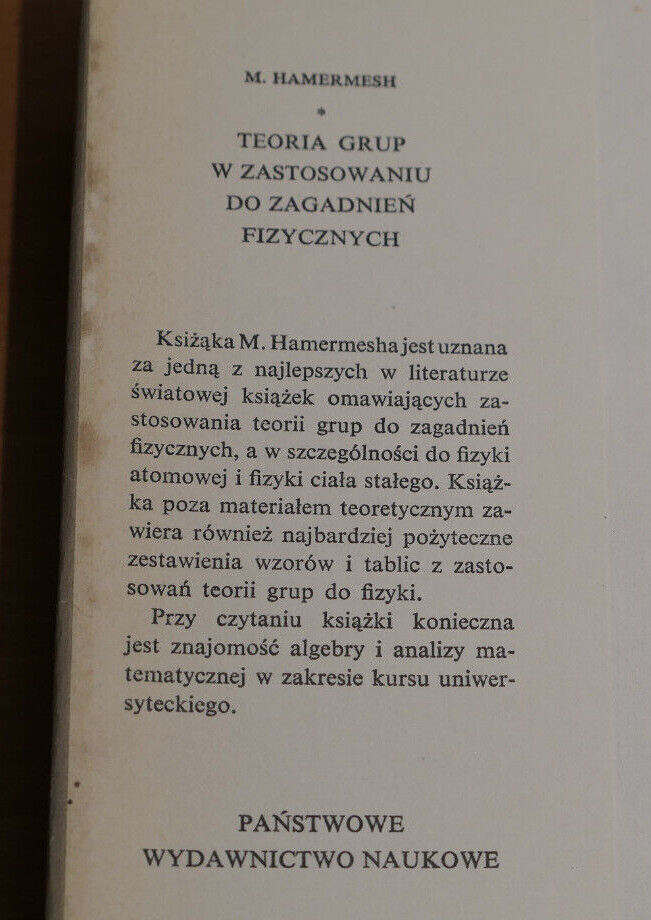 M. HAMERMESH
*
TEORIA GRUP
W ZASTOSOWANIU
DO ZAGADNIEŃ
FIZYCZNYCH
Ksiżąka M. Hamermesha jest uznana
za jedną z najlepszych w literaturze
światowej książek omawiających za-
stosowania teorii grup do zagadnień
fizycznych, a w szczególności do fizyki
atomowej i fizyki ciała stałego. Książ-
ka poza materiałem teoretycznym za-
wiera również najbardziej pożyteczne
zestawienia wzorów i tablic z zasto-
sowań teorii grup do fizyki.
Przy czytaniu książki konieczna
jest znajomość algebry i analizy ma-
tematycznej w zakresie kursu uniwer-
syteckiego.
PAŃSTWOWE
WYDAWNICTWO NAUKOWE